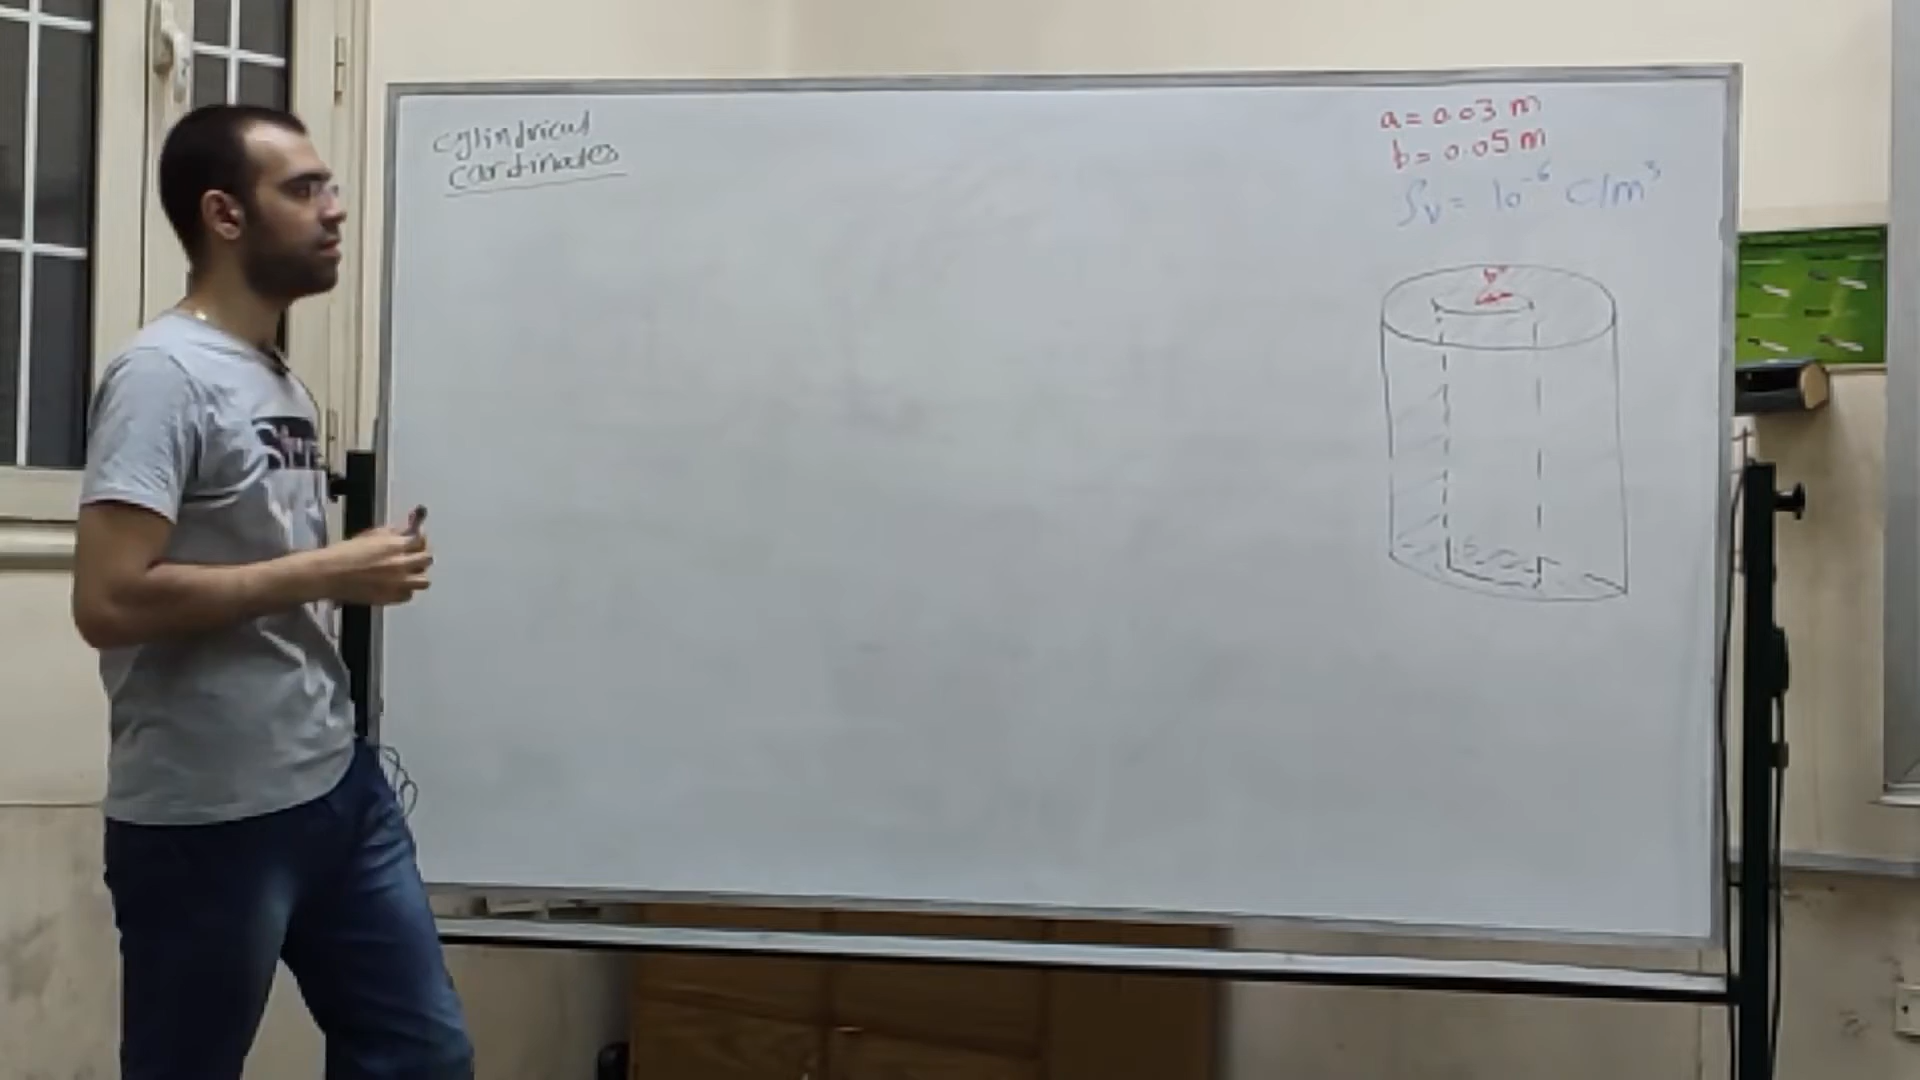 cylindrical
cordinates
a = 0.03 m
b = 0.05 m
ρv = 10⁻⁶ C/m³
b
a